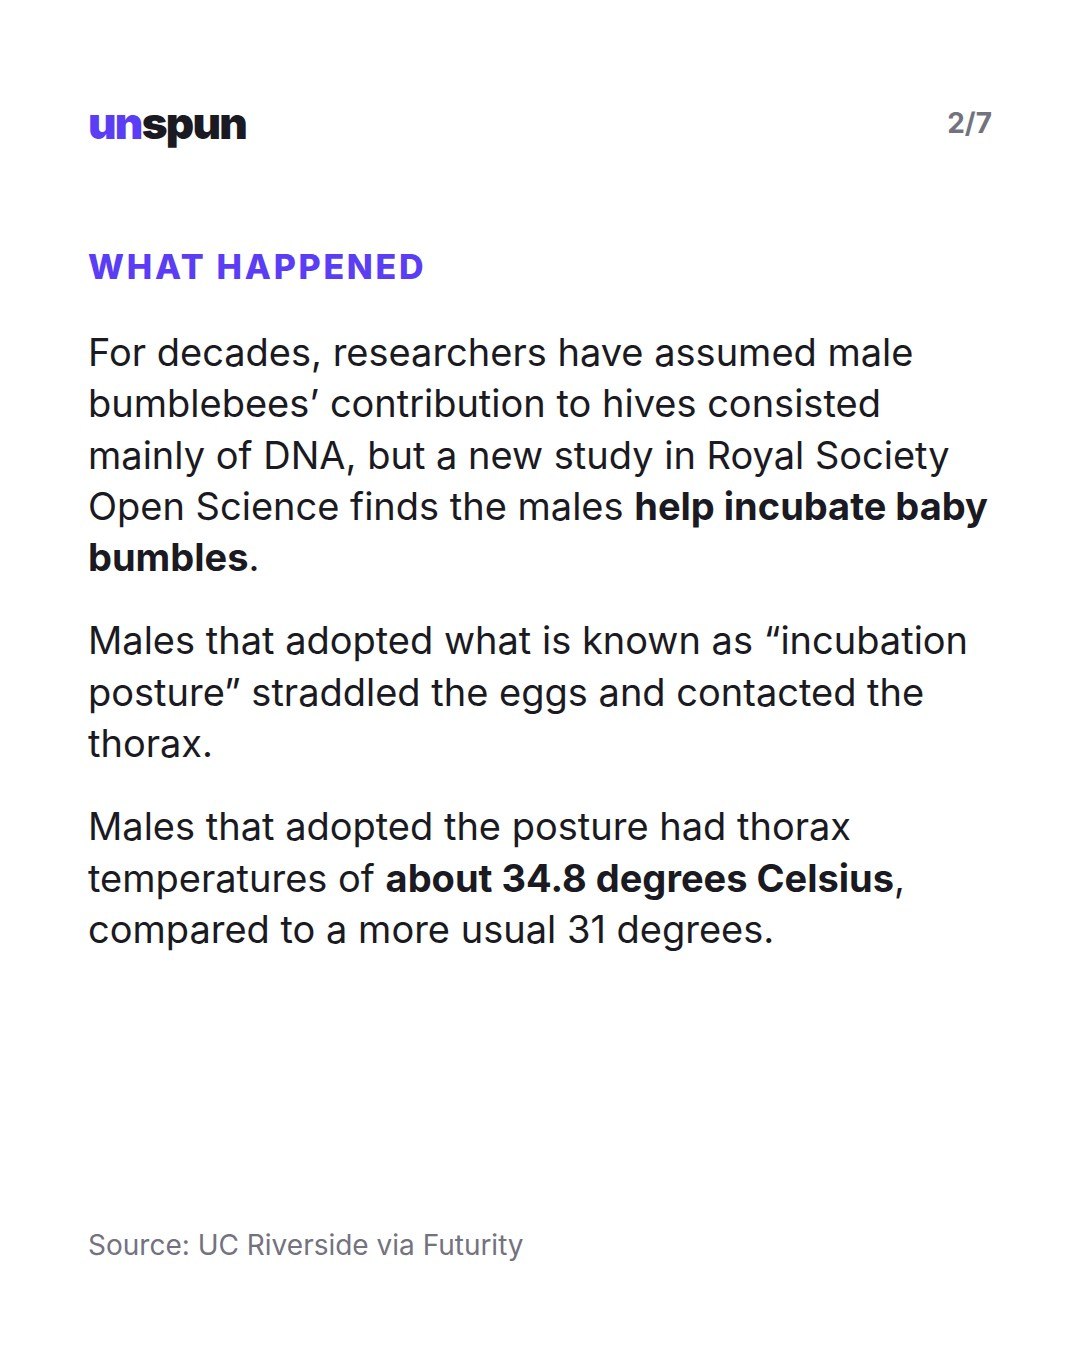 unspun
2/7
WHAT HAPPENED
For decades, researchers have assumed male
bumblebees’ contribution to hives consisted
mainly of DNA, but a new study in Royal Society
Open Science finds the males help incubate baby
bumbles.
Males that adopted what is known as “incubation
posture” straddled the eggs and contacted the
thorax.
Males that adopted the posture had thorax
temperatures of about 34.8 degrees Celsius,
compared to a more usual 31 degrees.
Source: UC Riverside via Futurity